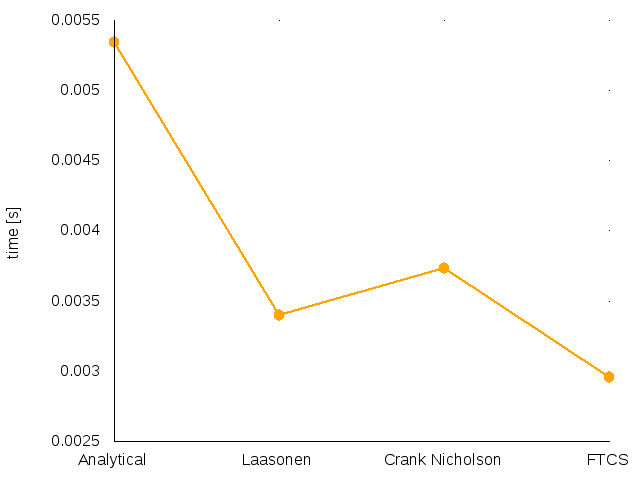 0.0055
0.005
0.0045
0.004
0.0035
0.003
0.0025
time [s]
Analytical
Laasonen
Crank Nicholson
FTCS